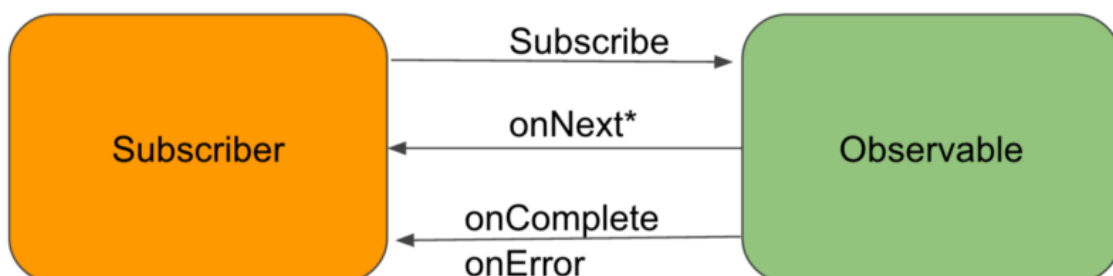 Subscribe
onNext*
Subscriber
Observable
onComplete
onError